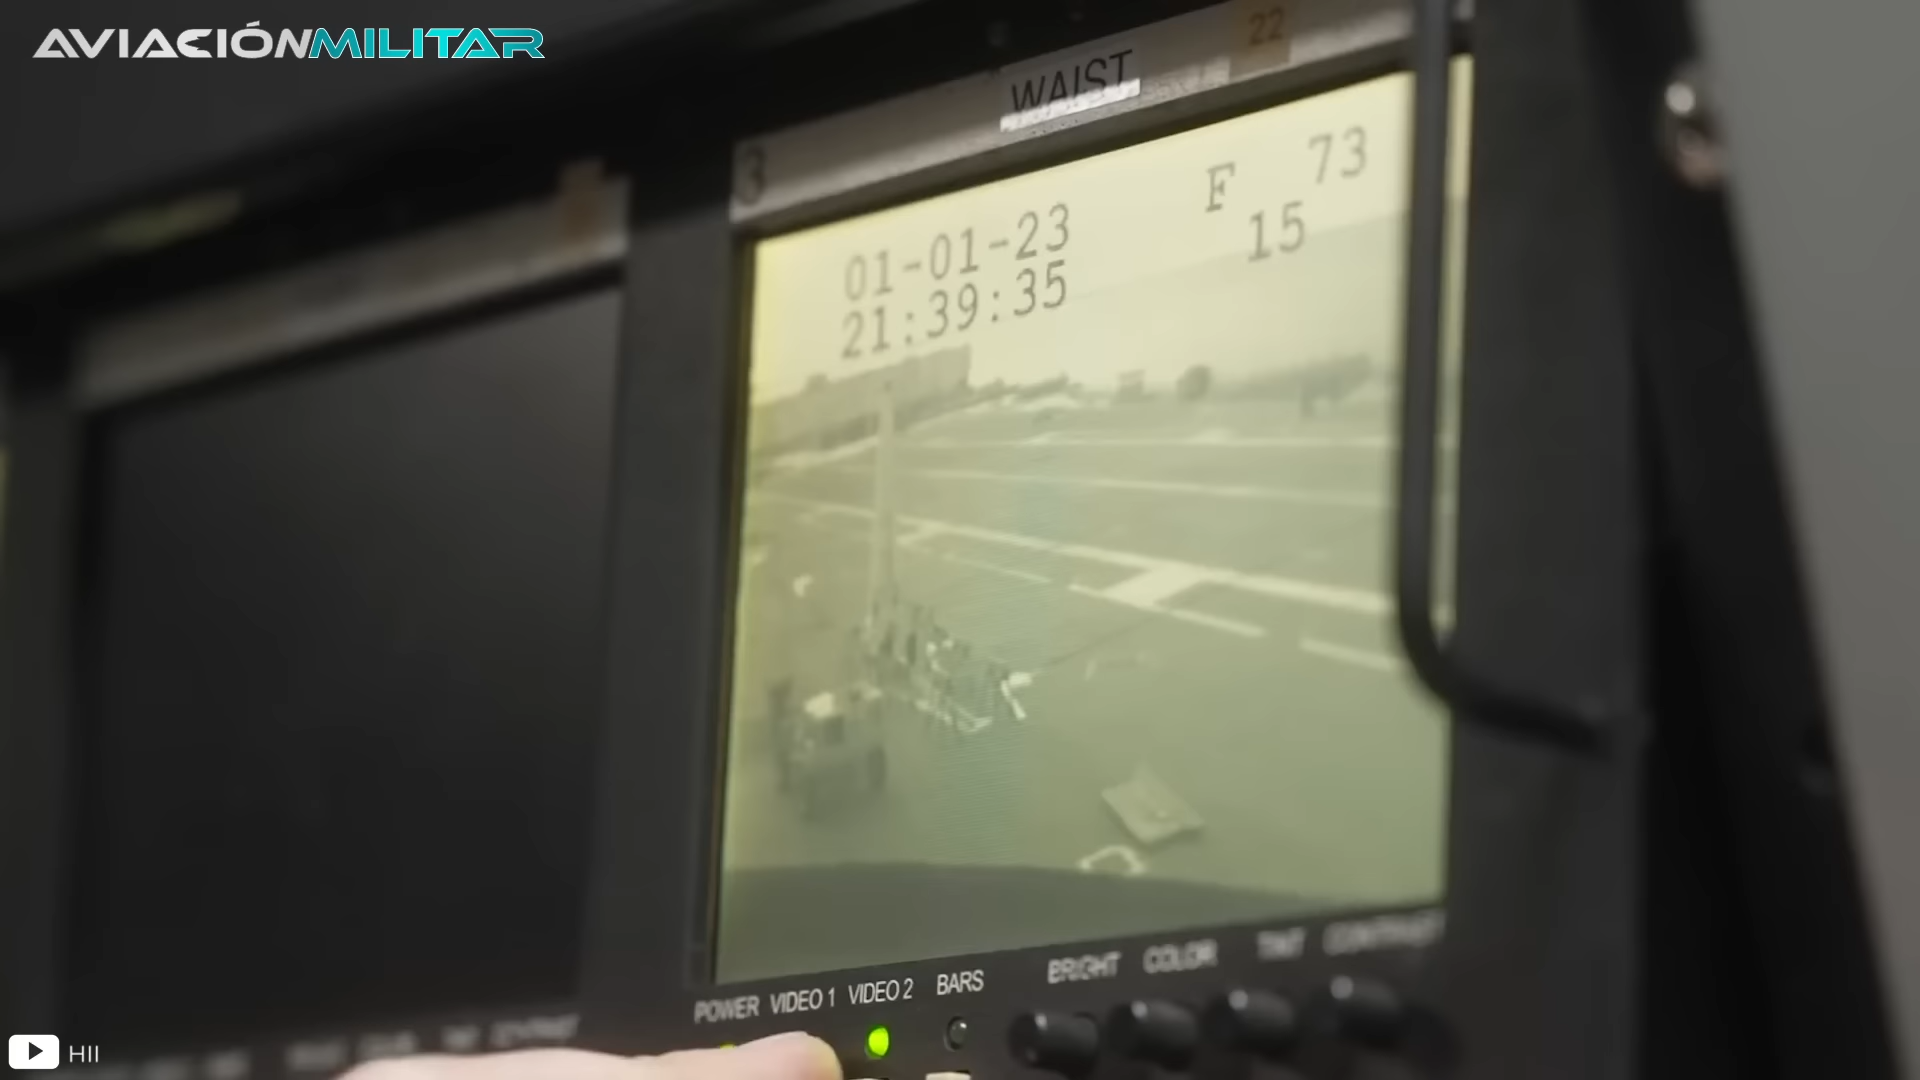 AVIACIÓNMILITAR
22
WAIST
3
F 73
01-01-23 15
21:39:35
BRIGHT COLOR TINT CONTRAST
POWER VIDEO 1 VIDEO 2 BARS
HII